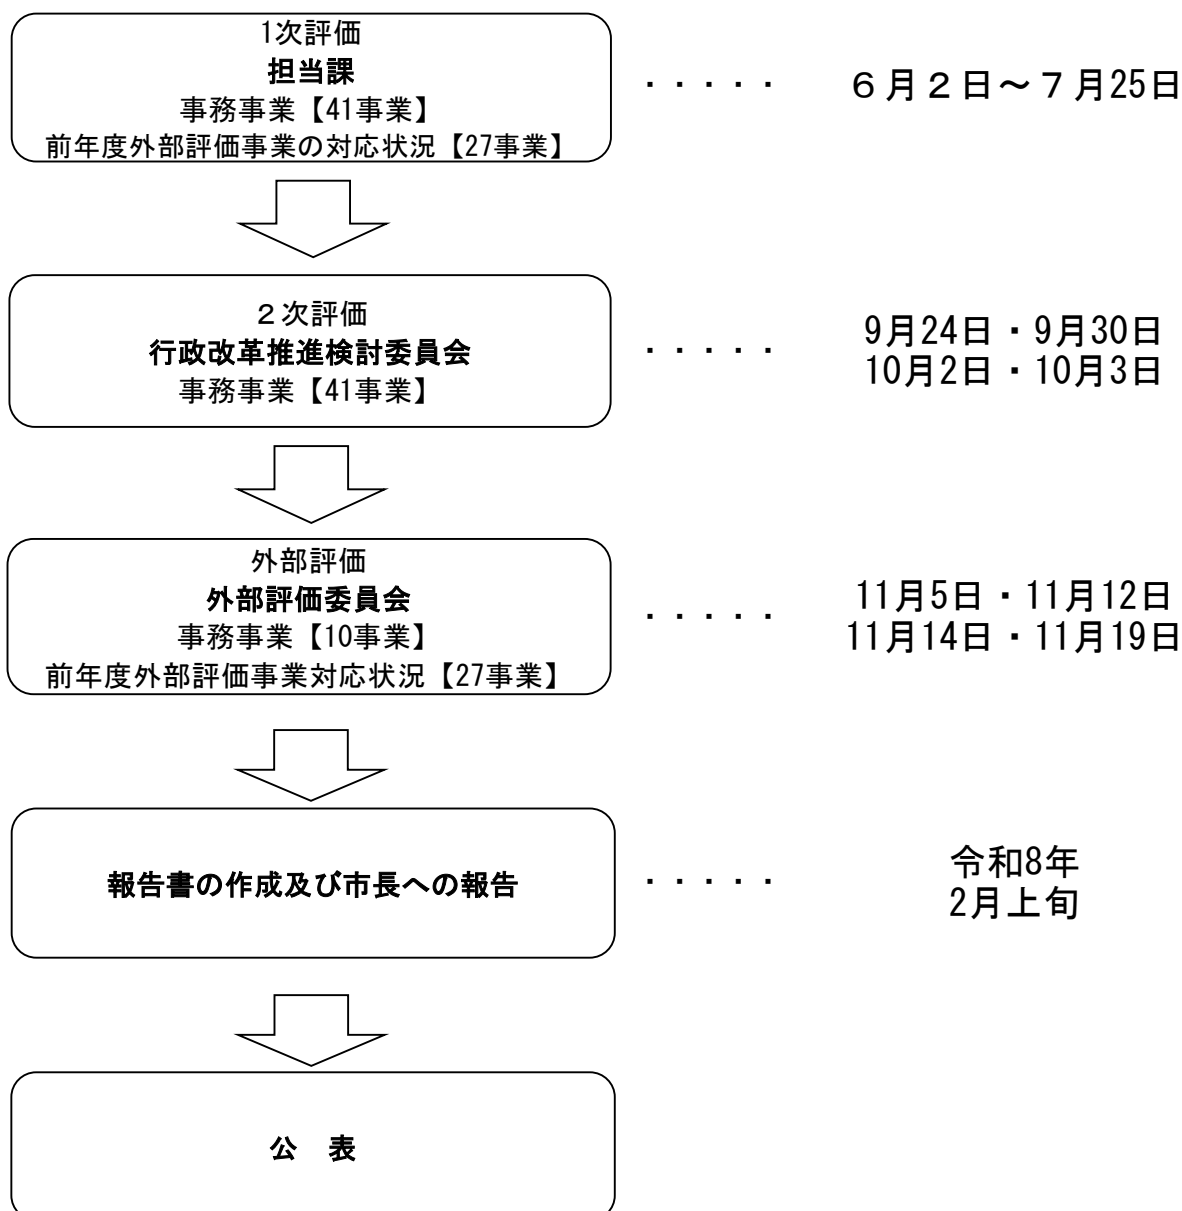 1次評価
担当課
事務事業【41事業】
前年度外部評価事業の対応状況【27事業】
・・・・・
６月２日～７月25日
２次評価
行政改革推進検討委員会
事務事業【41事業】
・・・・・
9月24日・9月30日
10月2日・10月3日
外部評価
外部評価委員会
事務事業【10事業】
前年度外部評価事業対応状況【27事業】
・・・・・
11月5日・11月12日
11月14日・11月19日
報告書の作成及び市長への報告
・・・・・
令和8年
2月上旬
公　表